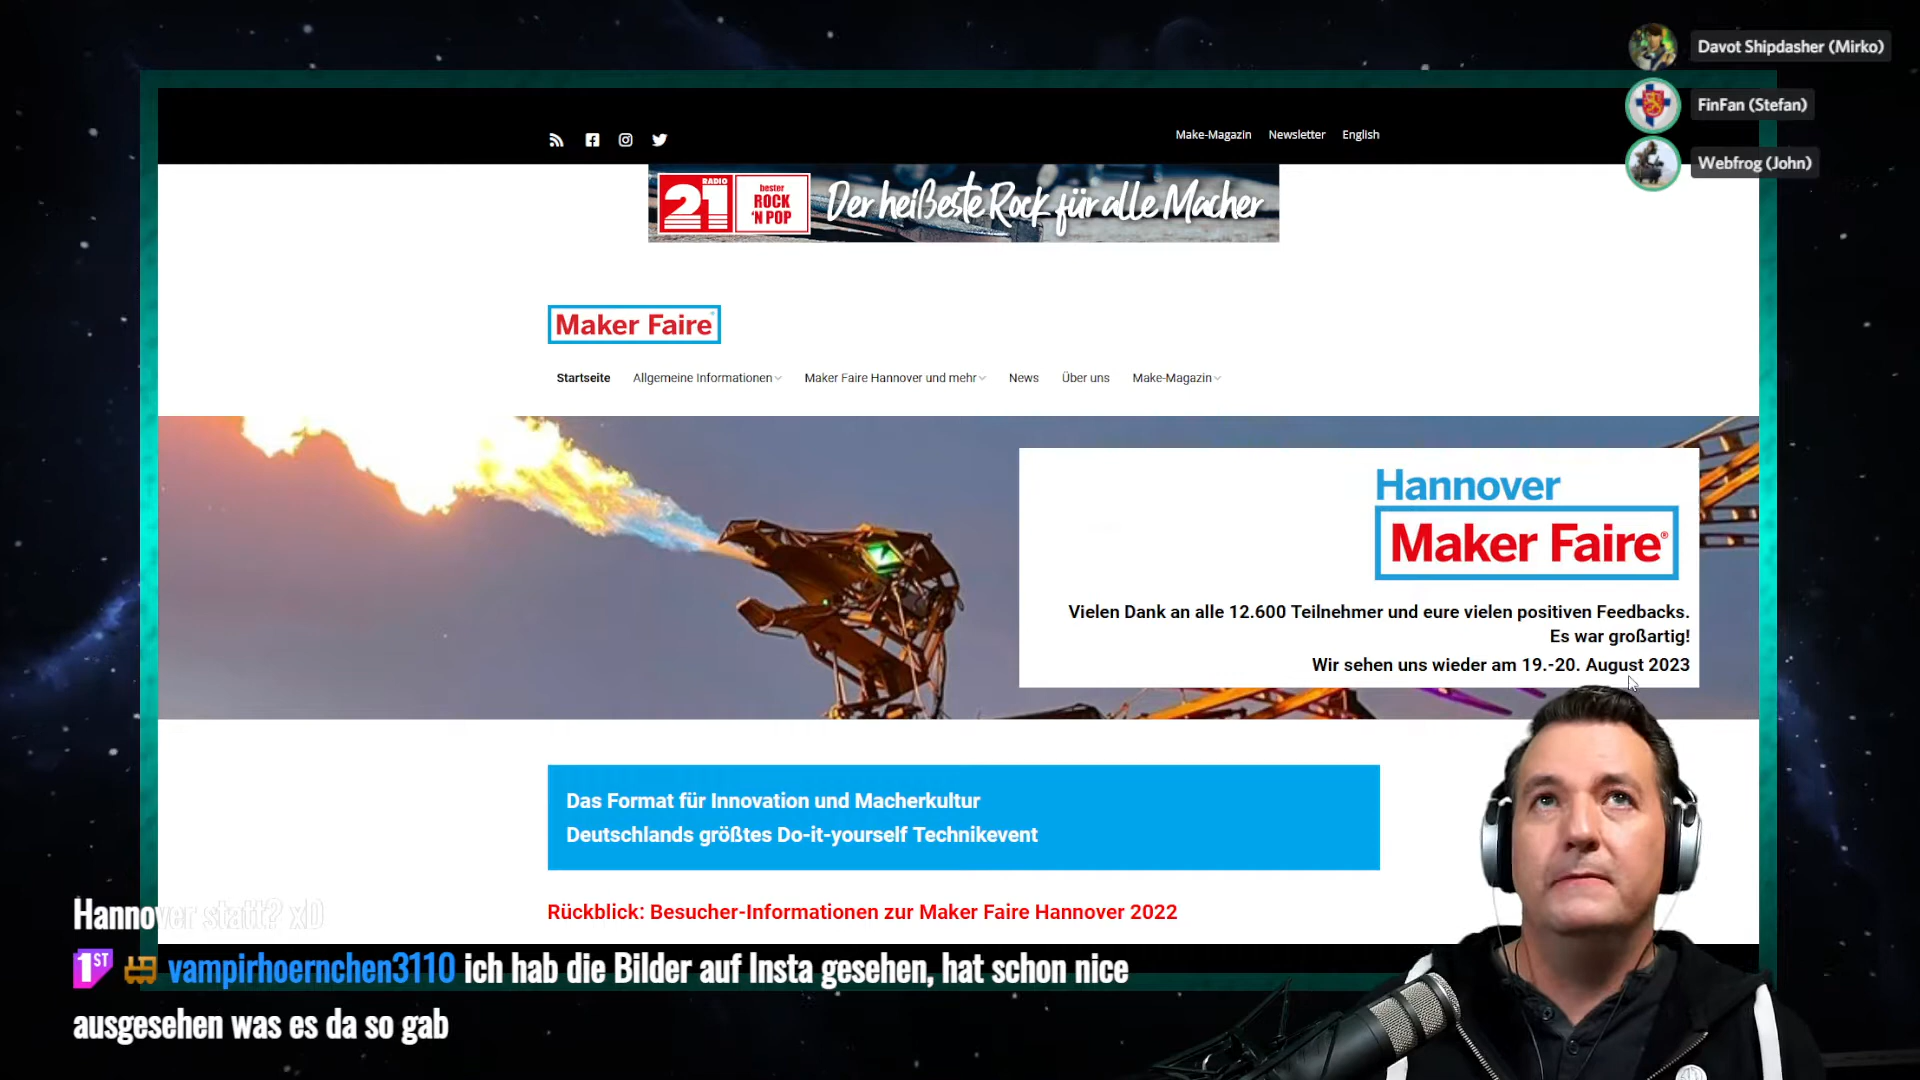 Davot Shipdasher (Mirko)
FinFan (Stefan)
Webfrog (John)
Make-Magazin Newsletter English
RADIO
21
bester
ROCK
'N POP
Der heißeste Rock für alle Macher
Maker Faire
Startseite Allgemeine Informationen Maker Faire Hannover und mehr News Über uns Make-Magazin
Hannover
Maker Faire®
Vielen Dank an alle 12.600 Teilnehmer und eure vielen positiven Feedbacks.
Es war großartig!
Wir sehen uns wieder am 19.-20. August 2023
Das Format für Innovation und Macherkultur
Deutschlands größtes Do-it-yourself Technikevent
Rückblick: Besucher-Informationen zur Maker Faire Hannover 2022
Hannover statt? xD
1ST vampirhoernchen3110 ich hab die Bilder auf Insta gesehen, hat schon nice
ausgesehen was es da so gab